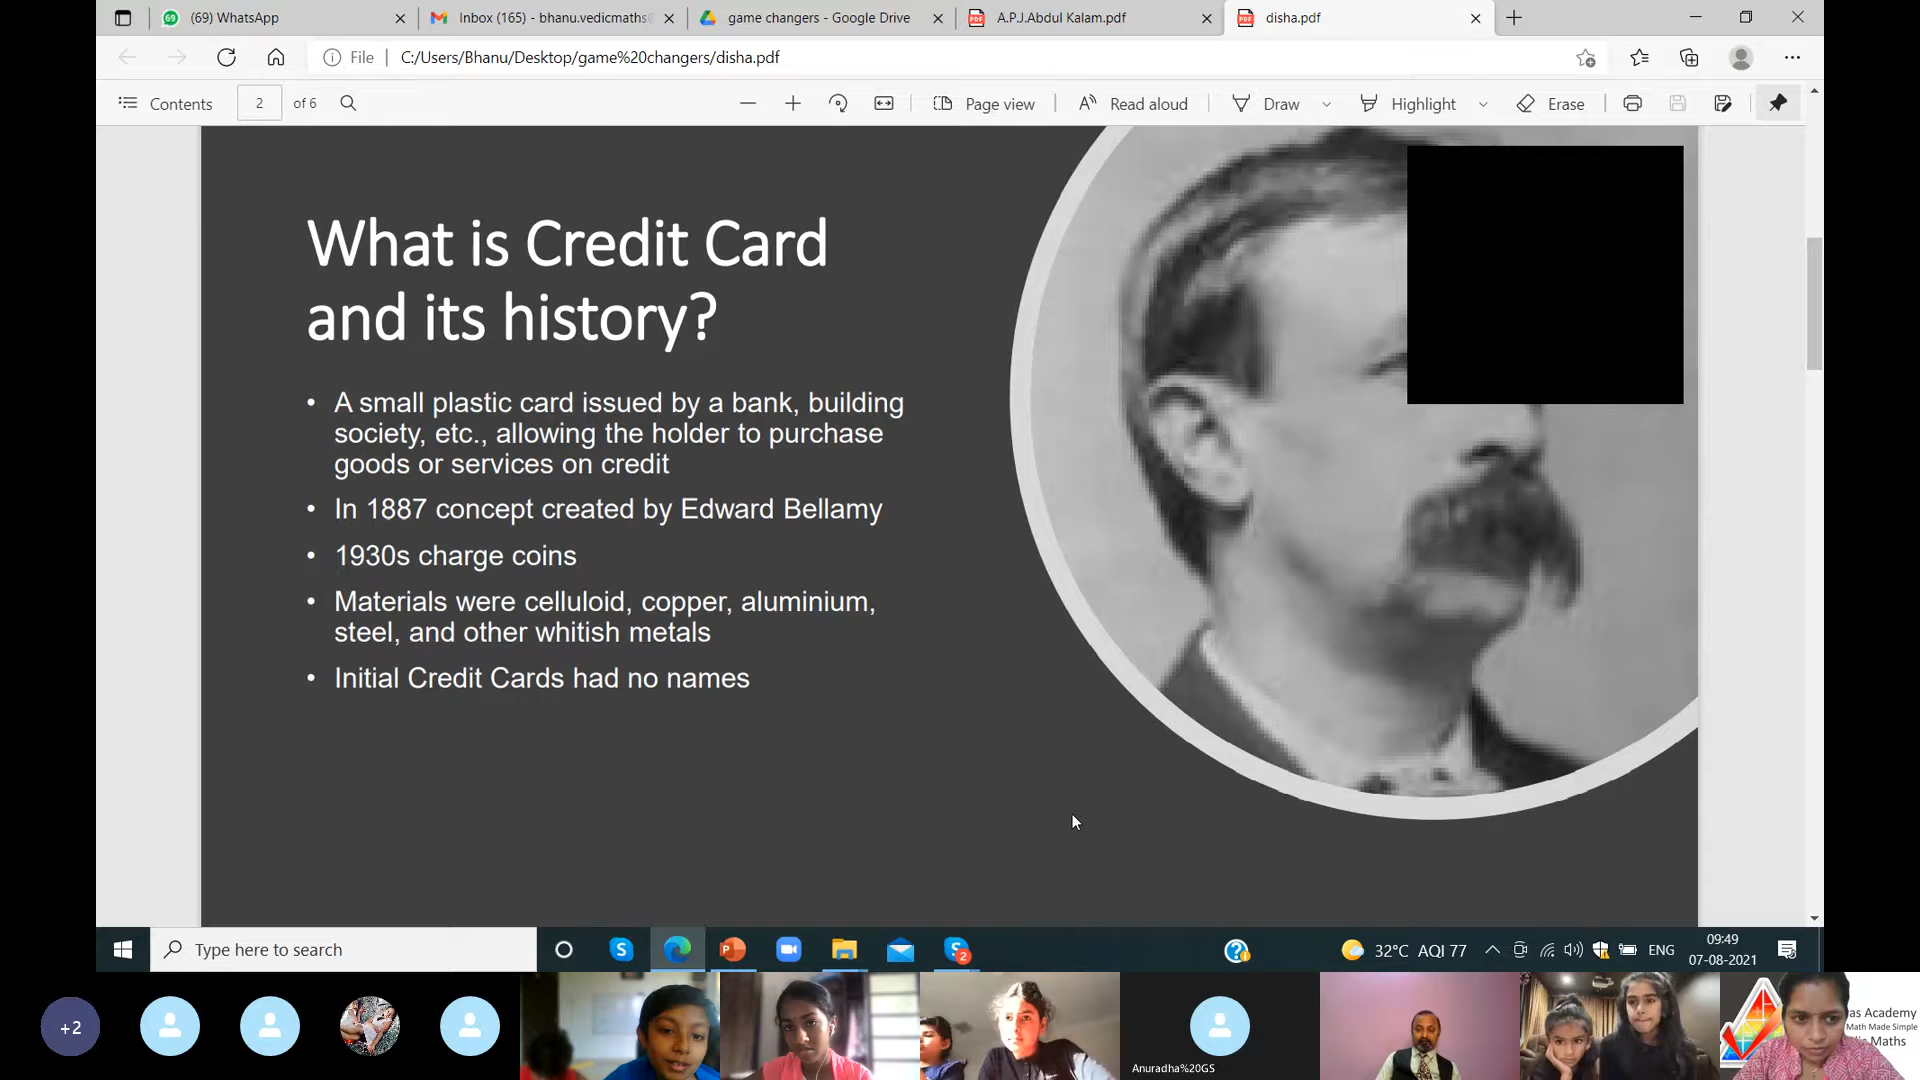 (69) WhatsApp
Inbox (165) - bhanu.vedicmaths
game changers - Google Drive
A.P.J.Abdul Kalam.pdf
disha.pdf
File
C:/Users/Bhanu/Desktop/game%20changers/disha.pdf
Contents
2
of 6
Page view
Read aloud
Draw
Highlight
Erase
What is Credit Card
and its history?
• A small plastic card issued by a bank, building
society, etc., allowing the holder to purchase
goods or services on credit
• In 1887 concept created by Edward Bellamy
• 1930s charge coins
• Materials were celluloid, copper, aluminium,
steel, and other whitish metals
• Initial Credit Cards had no names
Type here to search
32°C AQI 77
ENG
09:49
07-08-2021
+2
Anuradha%20GS
Academy
Math Made Simple
Maths